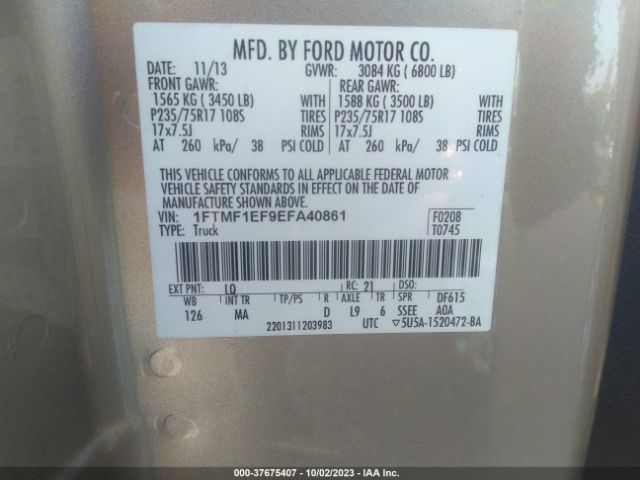 MFD. BY FORD MOTOR CO.
DATE: 11/13 GVWR: 3084 KG ( 6800 LB)
FRONT GAWR: REAR GAWR:
1565 KG ( 3450 LB) WITH 1588 KG ( 3500 LB) WITH
P235/75R17 108S TIRES P235/75R17 108S TIRES
17x7.5J RIMS 17x7.5J RIMS
AT 260 kPa/ 38 PSI COLD AT 260 kPa/ 38 PSI COLD
THIS VEHICLE CONFORMS TO ALL APPLICABLE FEDERAL MOTOR
VEHICLE SAFETY STANDARDS IN EFFECT ON THE DATE OF
MANUFACTURE SHOWN ABOVE.
VIN: 1FTMF1EF9EFA40861 F0208
TYPE: Truck T0745
EXT PNT: LQ RC: 21 DSO:
WB INT TR TP/PS R AXLE TR SPR DF615
126 MA D L9 6 SSEE A0A
2201311203983 UTC ▽5U5A-1520472-BA
000-37675407 - 10/02/2023 - IAA Inc.